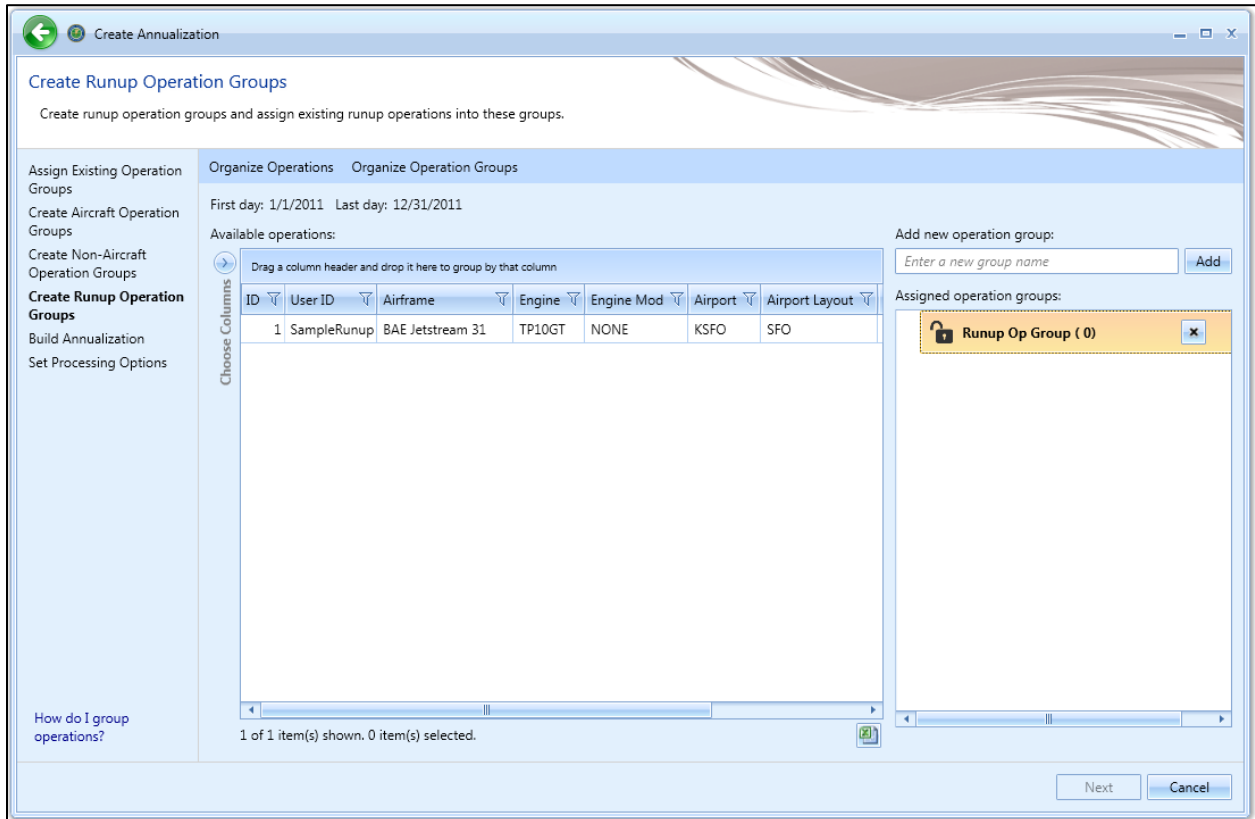 Create Annualization
Create Runup Operation Groups
Create runup operation groups and assign existing runup operations into these groups.
Assign Existing Operation
Groups
Create Aircraft Operation
Groups
Create Non-Aircraft
Operation Groups
Create Runup Operation
Groups
Build Annualization
Set Processing Options
How do I group
operations?
Organize Operations Organize Operation Groups
First day: 1/1/2011 Last day: 12/31/2011
Available operations:
Choose Columns
Drag a column header and drop it here to group by that column
ID User ID Airframe Engine Engine Mod Airport Airport Layout
1 SampleRunup BAE Jetstream 31 TP10GT NONE KSFO SFO
1 of 1 item(s) shown. 0 item(s) selected.
Add new operation group:
Enter a new group name Add
Assigned operation groups:
Runup Op Group ( 0)
Next Cancel